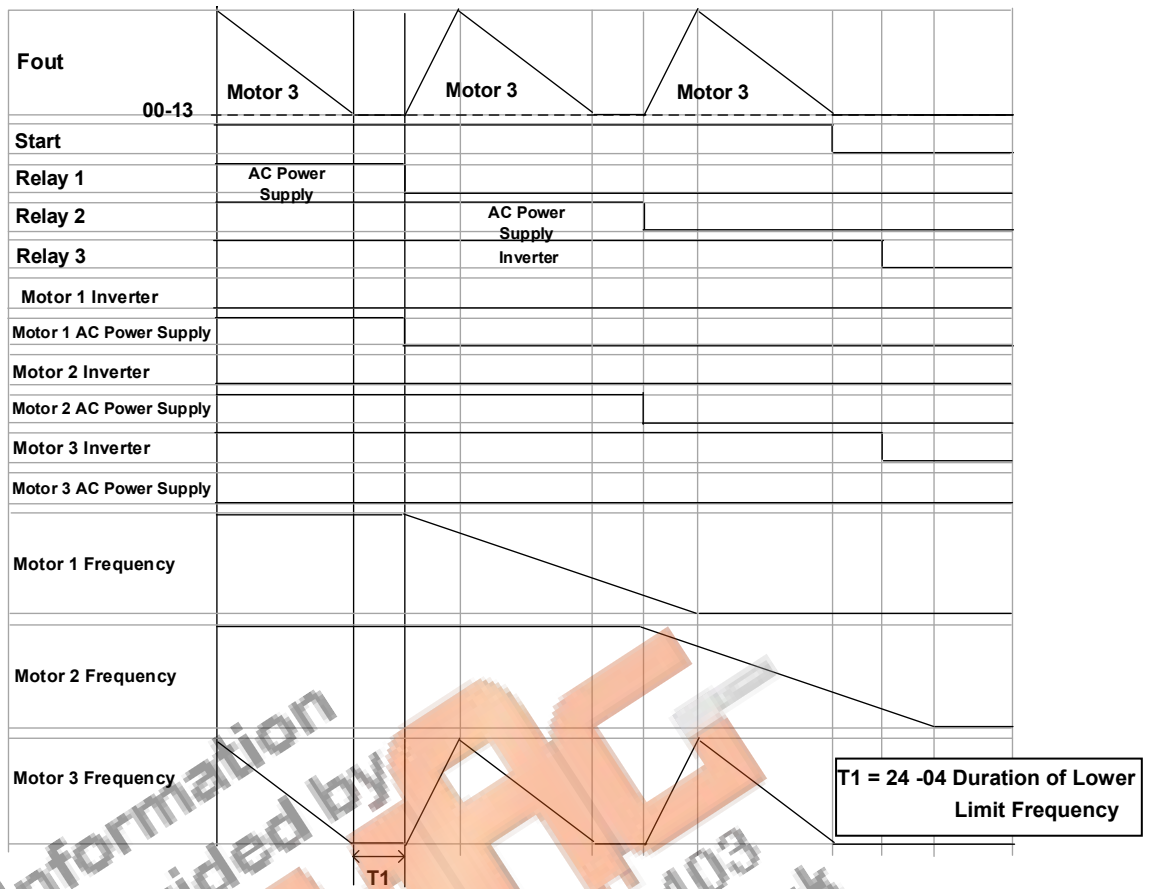 Fout
Motor 3
Motor 3
Motor 3
00-13
Start
Relay 1
AC Power
Supply
Relay 2
AC Power
Supply
Relay 3
Inverter
Motor 1 Inverter
Motor 1 AC Power Supply
Motor 2 Inverter
Motor 2 AC Power Supply
Motor 3 Inverter
Motor 3 AC Power Supply
Motor 1 Frequency
Motor 2 Frequency
Motor 3 Frequency
T1 = 24 -04 Duration of Lower
Limit Frequency
T1
information